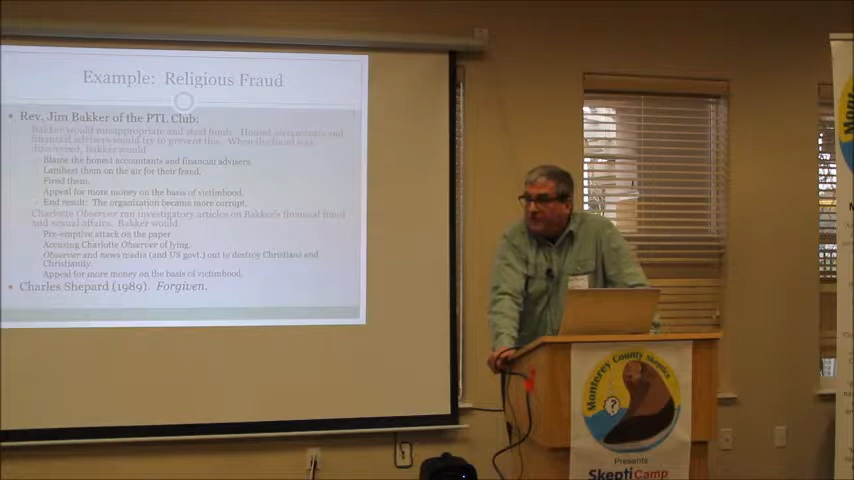 Example: Religious Fraud
Rev. Jim Bakker of the PTL Club:
Bakker would misappropriate and steal funds. Honest accountants and
financial advisers would try to prevent this. When the fraud was
discovered, Bakker would
Blame the honest accountants and financial advisers.
Lambast them on the air for their fraud.
Fired them.
Appeal for more money on the basis of victimhood.
End result: The organization became more corrupt.
Charlotte Observer ran investigatory articles on Bakker's financial fraud
and sexual affairs. Bakker would
Pre-emptive attack on the paper
Accusing Charlotte Observer of lying.
Observer and news media (and US govt.) out to destroy Christians and
Christianity.
Appeal for more money on the basis of victimhood.
Charles Shepard (1989). Forgiven.
Monterey County Skeptics
?
Presents
SkeptiCamp